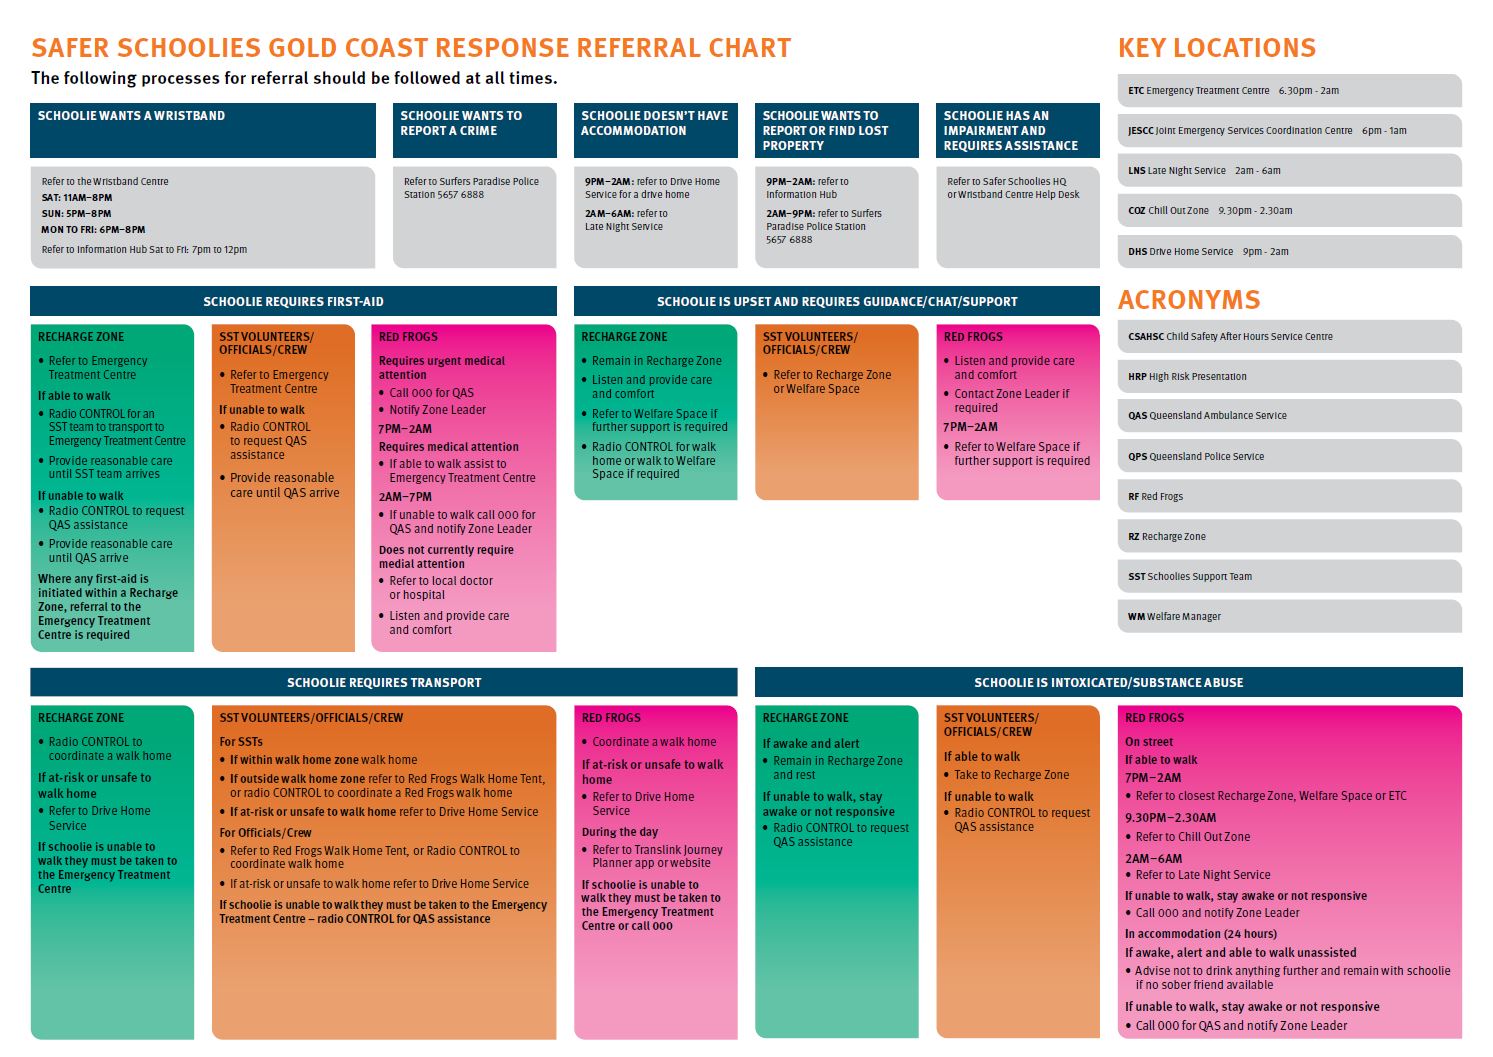 SAFER SCHOOLIES GOLD COAST RESPONSE REFERRAL CHART
The following processes for referral should be followed at all times.
SCHOOLIE WANTS A WRISTBAND
Refer to the Wristband Centre
SAT: 11AM–8PM
SUN: 5PM–8PM
MON TO FRI: 6PM–8PM
Refer to Information Hub Sat to Fri: 7pm to 12pm
SCHOOLIE WANTS TO
REPORT A CRIME
Refer to Surfers Paradise Police
Station 5657 6888
SCHOOLIE DOESN'T HAVE
ACCOMMODATION
9PM–2AM: refer to Drive Home
Service for a drive home
2AM–6AM: refer to
Late Night Service
SCHOOLIE WANTS TO
REPORT OR FIND LOST
PROPERTY
9PM–2AM: refer to
Information Hub
2AM–9PM: refer to Surfers
Paradise Police Station
5657 6888
SCHOOLIE HAS AN
IMPAIRMENT AND
REQUIRES ASSISTANCE
Refer to Safer Schoolies HQ
or Wristband Centre Help Desk
KEY LOCATIONS
ETC Emergency Treatment Centre 6.30pm - 2am
JESCC Joint Emergency Services Coordination Centre 6pm - 1am
LNS Late Night Service 2am - 6am
COZ Chill Out Zone 9.30pm - 2.30am
DHS Drive Home Service 9pm - 2am
ACRONYMS
CSAHSC Child Safety After Hours Service Centre
HRP High Risk Presentation
QAS Queensland Ambulance Service
QPS Queensland Police Service
RF Red Frogs
RZ Recharge Zone
SST Schoolies Support Team
WM Welfare Manager
SCHOOLIE REQUIRES FIRST-AID
RECHARGE ZONE
• Refer to Emergency
Treatment Centre
If able to walk
• Radio CONTROL for an
SST team to transport to
Emergency Treatment Centre
• Provide reasonable care
until SST team arrives
If unable to walk
• Radio CONTROL to request
QAS assistance
• Provide reasonable care
until QAS arrive
Where any first-aid is
initiated within a Recharge
Zone, referral to the
Emergency Treatment
Centre is required
SST VOLUNTEERS/
OFFICIALS/CREW
• Refer to Emergency
Treatment Centre
If unable to walk
• Radio CONTROL
to request QAS
assistance
• Provide reasonable
care until QAS arrive
RED FROGS
Requires urgent medical
attention
• Call 000 for QAS
• Notify Zone Leader
7PM–2AM
Requires medical attention
• If able to walk assist to
Emergency Treatment Centre
2AM–7PM
• If unable to walk call 000 for
QAS and notify Zone Leader
Does not currently require
medial attention
• Refer to local doctor
or hospital
• Listen and provide care
and comfort
SCHOOLIE IS UPSET AND REQUIRES GUIDANCE/CHAT/SUPPORT
RECHARGE ZONE
• Remain in Recharge Zone
• Listen and provide care
and comfort
• Refer to Welfare Space if
further support is required
• Radio CONTROL for walk
home or walk to Welfare
Space if required
SST VOLUNTEERS/
OFFICIALS/CREW
• Refer to Recharge Zone
or Welfare Space
RED FROGS
• Listen and provide care
and comfort
• Contact Zone Leader if
required
7PM–2AM
• Refer to Welfare Space if
further support is required
SCHOOLIE REQUIRES TRANSPORT
RECHARGE ZONE
• Radio CONTROL to
coordinate a walk home
If at-risk or unsafe to
walk home
• Refer to Drive Home
Service
If schoolie is unable to
walk they must be taken to
the Emergency Treatment
Centre
SST VOLUNTEERS/OFFICIALS/CREW
For SSTs
• If within walk home zone walk home
• If outside walk home zone refer to Red Frogs Walk Home Tent,
or radio CONTROL to coordinate a Red Frogs walk home
• If at-risk or unsafe to walk home refer to Drive Home Service
For Officials/Crew
• Refer to Red Frogs Walk Home Tent, or Radio CONTROL to
coordinate walk home
• If at-risk or unsafe to walk home refer to Drive Home Service
If schoolie is unable to walk they must be taken to the Emergency
Treatment Centre – radio CONTROL for QAS assistance
RED FROGS
• Coordinate a walk home
If at-risk or unsafe to walk
home
• Refer to Drive Home
Service
During the day
• Refer to Translink Journey
Planner app or website
If schoolie is unable to
walk they must be taken to
the Emergency Treatment
Centre or call 000
SCHOOLIE IS INTOXICATED/SUBSTANCE ABUSE
RECHARGE ZONE
If awake and alert
• Remain in Recharge Zone
and rest
If unable to walk, stay
awake or not responsive
• Radio CONTROL to request
QAS assistance
SST VOLUNTEERS/
OFFICIALS/CREW
If able to walk
• Take to Recharge Zone
If unable to walk
• Radio CONTROL to request
QAS assistance
RED FROGS
On street
If able to walk
7PM–2AM
• Refer to closest Recharge Zone, Welfare Space or ETC
9.30PM–2.30AM
• Refer to Chill Out Zone
2AM–6AM
• Refer to Late Night Service
If unable to walk, stay awake or not responsive
• Call 000 and notify Zone Leader
In accommodation (24 hours)
If awake, alert and able to walk unassisted
• Advise not to drink anything further and remain with schoolie
if no sober friend available
If unable to walk, stay awake or not responsive
• Call 000 for QAS and notify Zone Leader